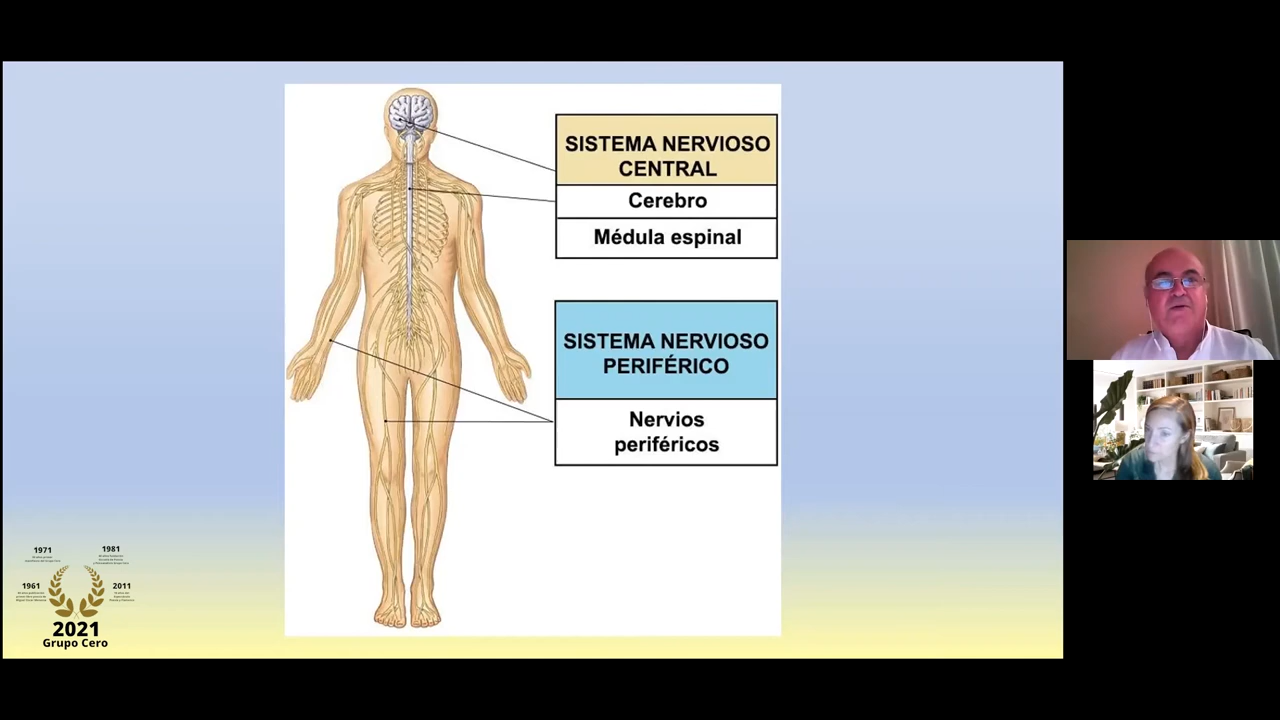 SISTEMA NERVIOSO
CENTRAL
Cerebro
Médula espinal
SISTEMA NERVIOSO
PERIFÉRICO
Nervios
periféricos
1971
1981
1961
2011
2021
Grupo Cero